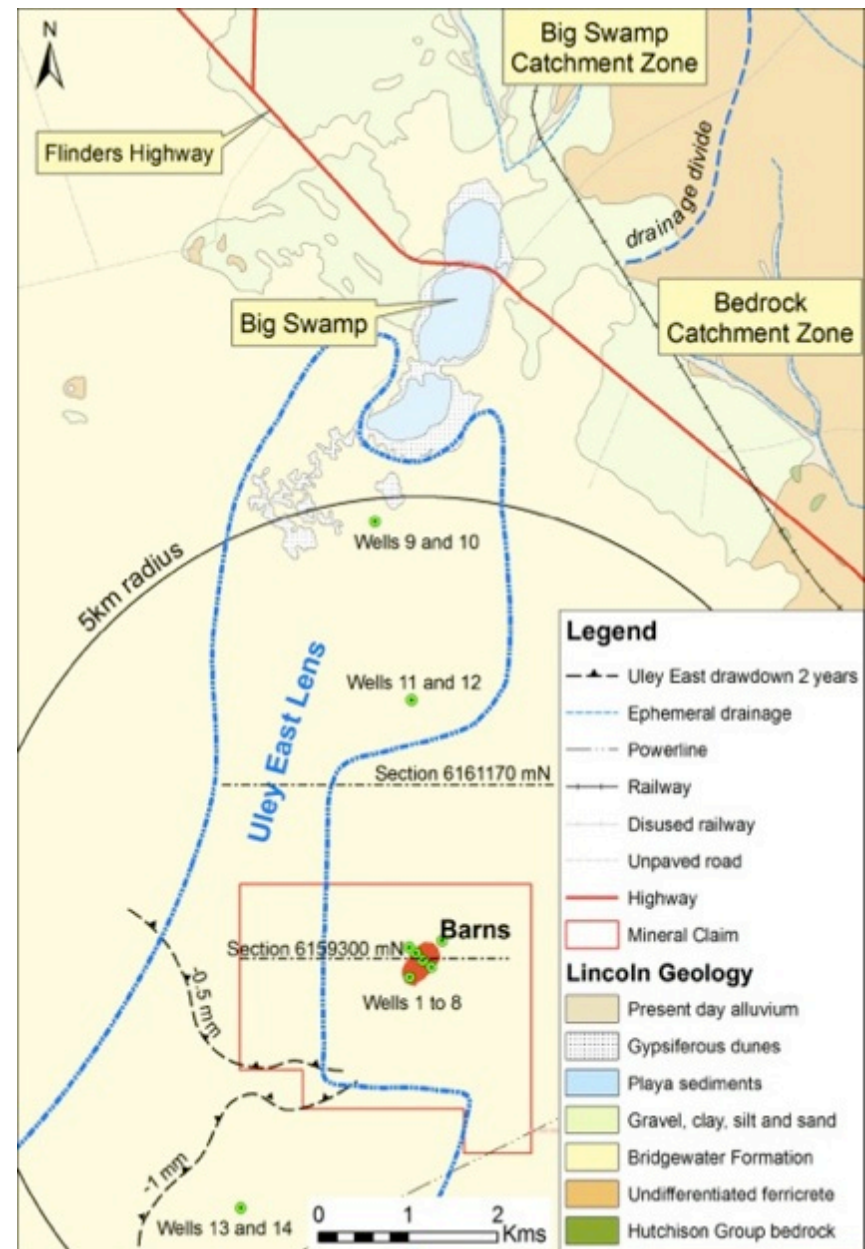 N
Big Swamp
Catchment Zone
Flinders Highway
drainage divide
Big Swamp
Bedrock
Catchment Zone
5km radius
Wells 9 and 10
Wells 11 and 12
Uley East Lens
Section 6161170 mN
Barns
Section 6159300 mN
Wells 1 to 8
-0.5 mm
-1 mm
Wells 13 and 14
0 1 2
Kms
Legend
Uley East drawdown 2 years
Ephemeral drainage
Powerline
Railway
Disused railway
Unpaved road
Highway
Mineral Claim
Lincoln Geology
Present day alluvium
Gypsiferous dunes
Playa sediments
Gravel, clay, silt and sand
Bridgewater Formation
Undifferentiated ferricrete
Hutchison Group bedrock